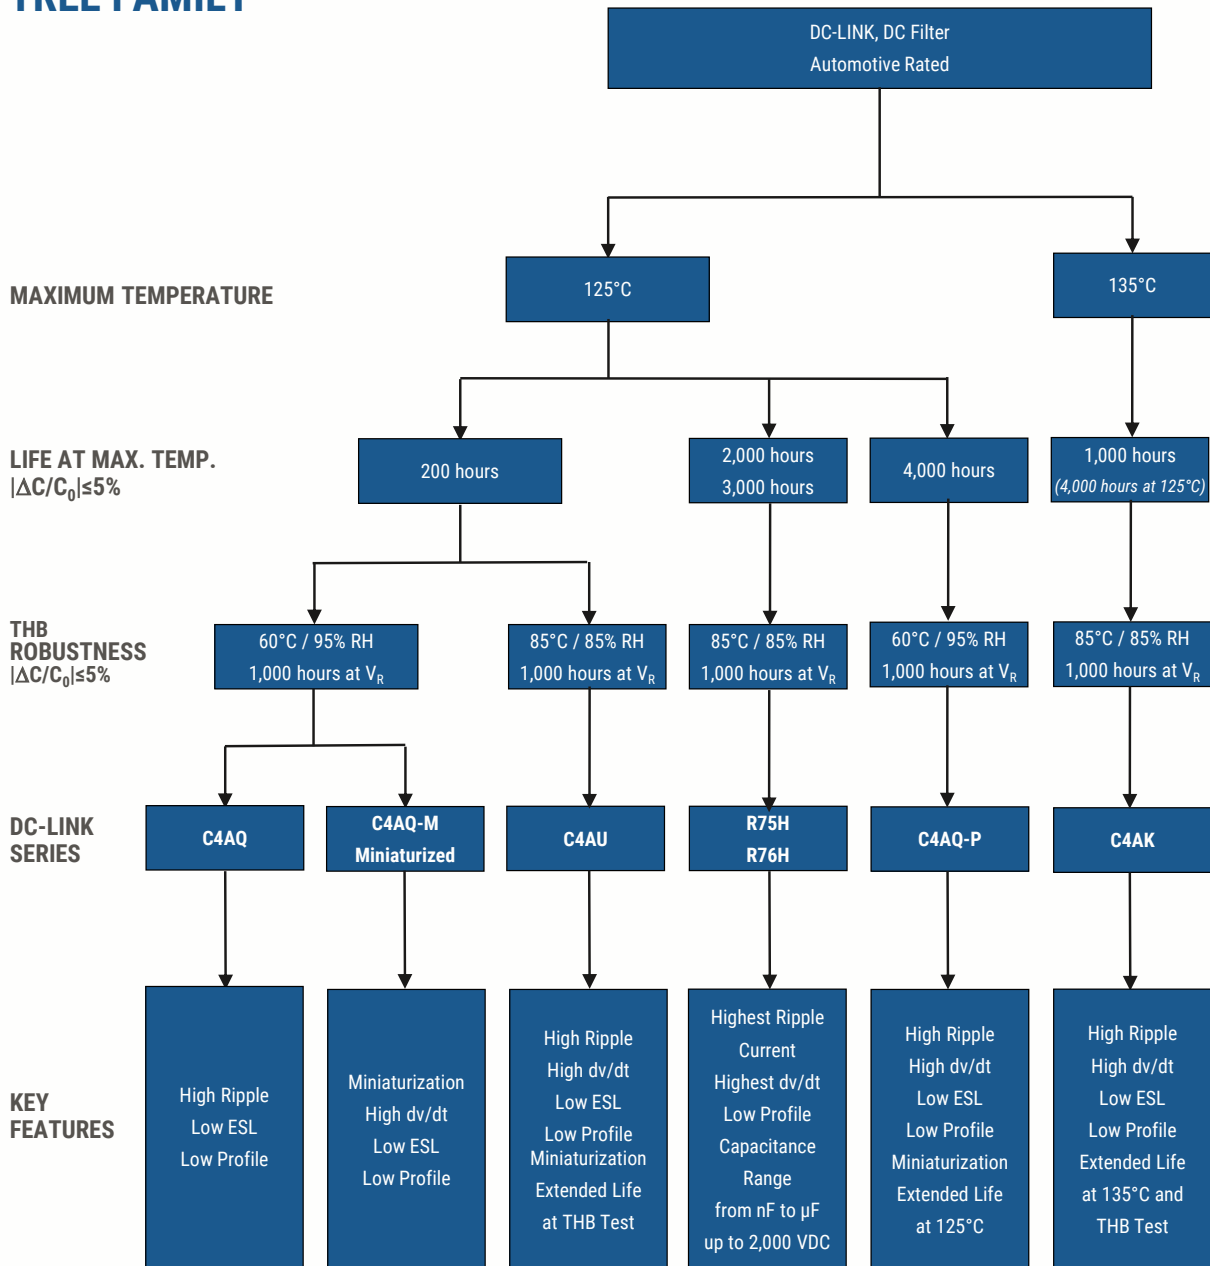 TREE FAMILY
DC-LINK, DC Filter
Automotive Rated
MAXIMUM TEMPERATURE
125°C
135°C
LIFE AT MAX. TEMP.
|ΔC/C₀|≤5%
200 hours
2,000 hours
3,000 hours
4,000 hours
1,000 hours
(4,000 hours at 125°C)
THB
ROBUSTNESS
|ΔC/C₀|≤5%
60°C / 95% RH
1,000 hours at VR
85°C / 85% RH
1,000 hours at VR
85°C / 85% RH
1,000 hours at VR
60°C / 95% RH
1,000 hours at VR
85°C / 85% RH
1,000 hours at VR
DC-LINK
SERIES
C4AQ
C4AQ-M
Miniaturized
C4AU
R75H
R76H
C4AQ-P
C4AK
KEY
FEATURES
High Ripple
Low ESL
Low Profile
Miniaturization
High dv/dt
Low ESL
Low Profile
High Ripple
High dv/dt
Low ESL
Low Profile
Miniaturization
Extended Life
at THB Test
Highest Ripple
Current
Highest dv/dt
Low Profile
Capacitance
Range
from nF to µF
up to 2,000 VDC
High Ripple
High dv/dt
Low ESL
Low Profile
Miniaturization
Extended Life
at 125°C
High Ripple
High dv/dt
Low ESL
Low Profile
Extended Life
at 135°C and
THB Test